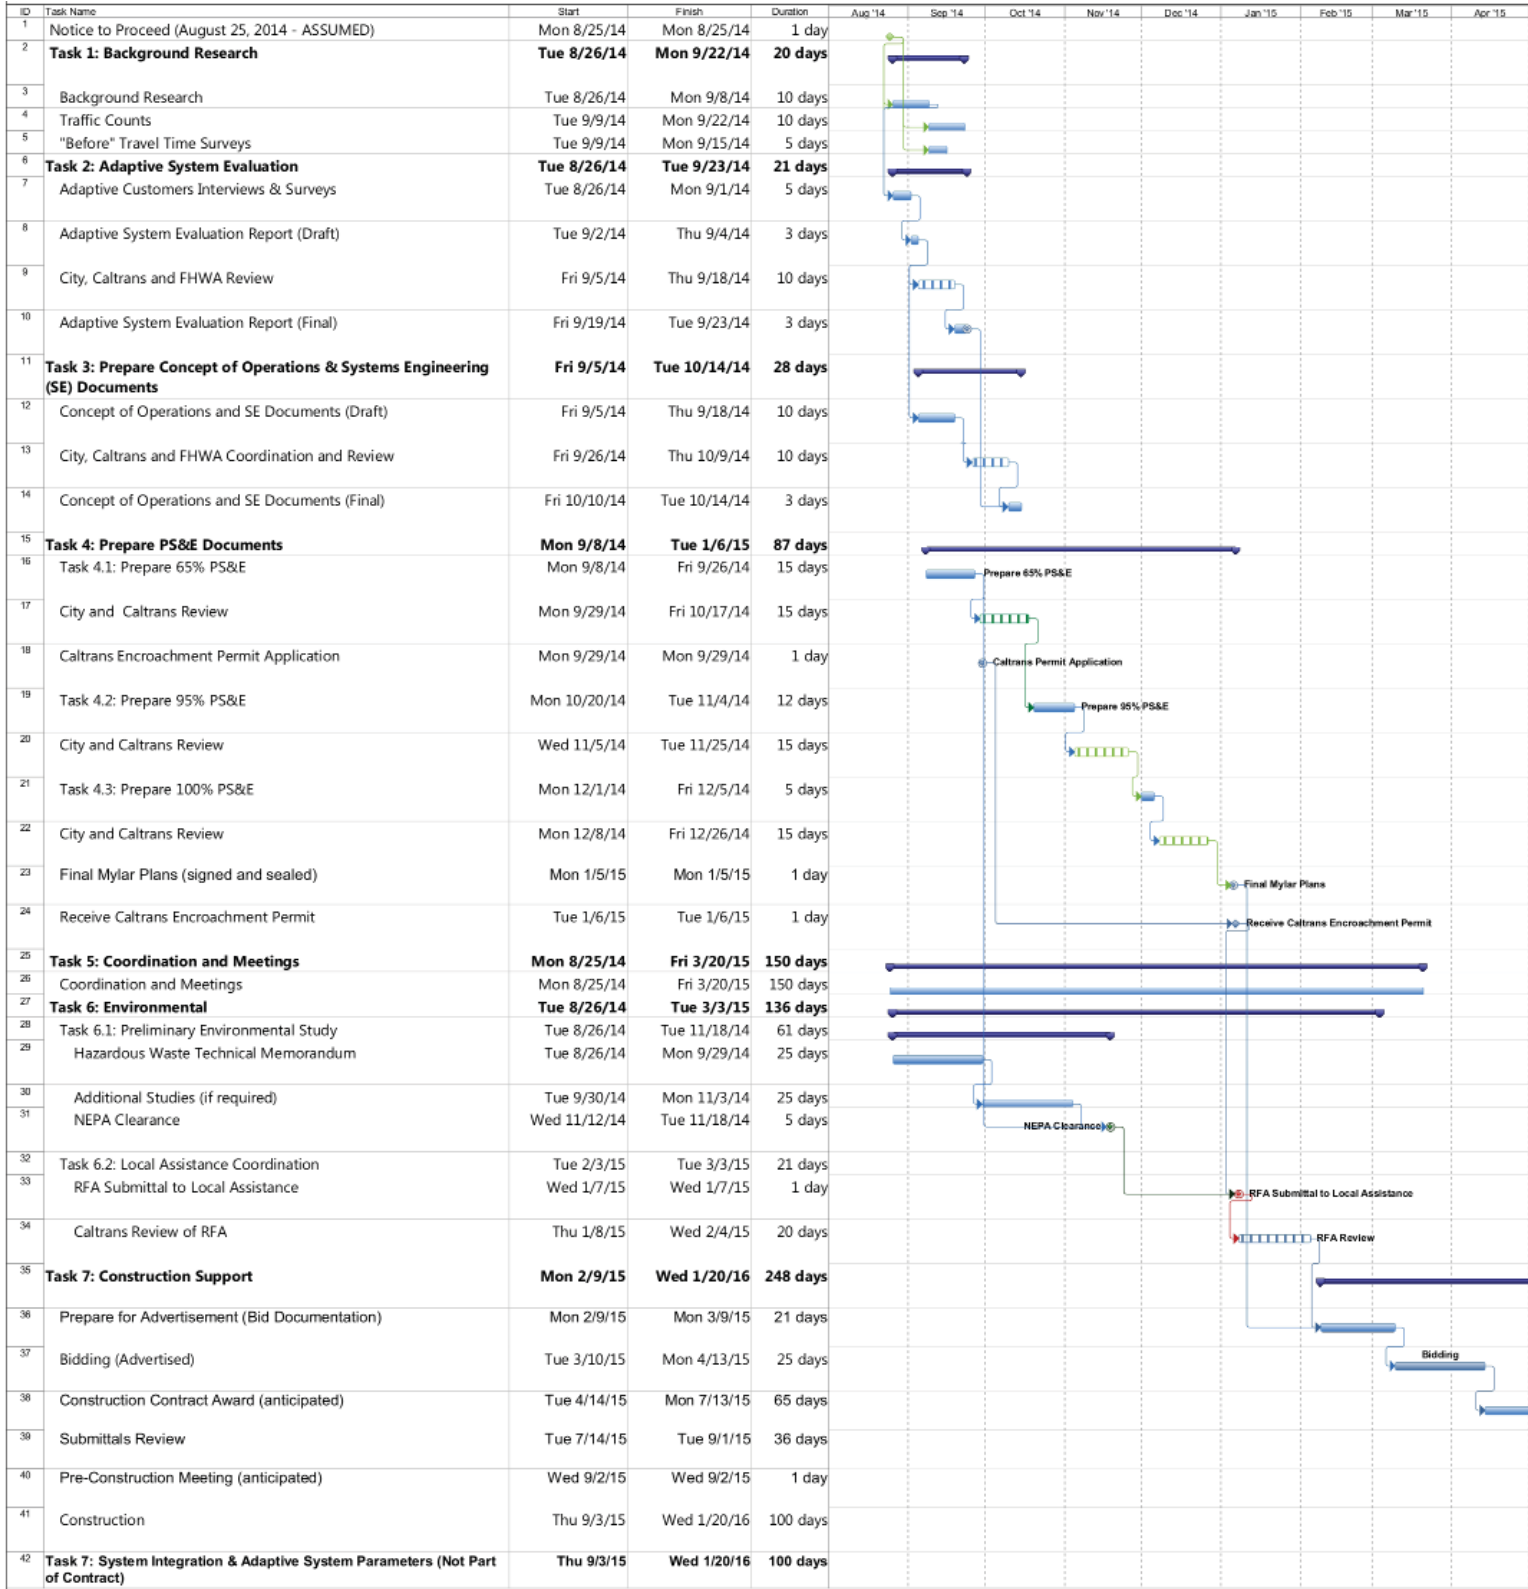 ID Task Name Start Finish Duration Aug '14 Sep '14 Oct '14 Nov '14 Dec '14 Jan '15 Feb '15 Mar '15 Apr '15
1 Notice to Proceed (August 25, 2014 - ASSUMED) Mon 8/25/14 Mon 8/25/14 1 day
2 Task 1: Background Research Tue 8/26/14 Mon 9/22/14 20 days
3 Background Research Tue 8/26/14 Mon 9/8/14 10 days
4 Traffic Counts Tue 9/9/14 Mon 9/22/14 10 days
5 "Before" Travel Time Surveys Tue 9/9/14 Mon 9/15/14 5 days
6 Task 2: Adaptive System Evaluation Tue 8/26/14 Tue 9/23/14 21 days
7 Adaptive Customers Interviews & Surveys Tue 8/26/14 Mon 9/1/14 5 days
8 Adaptive System Evaluation Report (Draft) Tue 9/2/14 Thu 9/4/14 3 days
9 City, Caltrans and FHWA Review Fri 9/5/14 Thu 9/18/14 10 days
10 Adaptive System Evaluation Report (Final) Fri 9/19/14 Tue 9/23/14 3 days
11 Task 3: Prepare Concept of Operations & Systems Engineering Fri 9/5/14 Tue 10/14/14 28 days
(SE) Documents
12 Concept of Operations and SE Documents (Draft) Fri 9/5/14 Thu 9/18/14 10 days
13 City, Caltrans and FHWA Coordination and Review Fri 9/26/14 Thu 10/9/14 10 days
14 Concept of Operations and SE Documents (Final) Fri 10/10/14 Tue 10/14/14 3 days
15 Task 4: Prepare PS&E Documents Mon 9/8/14 Tue 1/6/15 87 days
16 Task 4.1: Prepare 65% PS&E Mon 9/8/14 Fri 9/26/14 15 days Prepare 65% PS&E
17 City and Caltrans Review Mon 9/29/14 Fri 10/17/14 15 days
18 Caltrans Encroachment Permit Application Mon 9/29/14 Mon 9/29/14 1 day Caltrans Permit Application
19 Task 4.2: Prepare 95% PS&E Mon 10/20/14 Tue 11/4/14 12 days Prepare 95% PS&E
20 City and Caltrans Review Wed 11/5/14 Tue 11/25/14 15 days
21 Task 4.3: Prepare 100% PS&E Mon 12/1/14 Fri 12/5/14 5 days
22 City and Caltrans Review Mon 12/8/14 Fri 12/26/14 15 days
23 Final Mylar Plans (signed and sealed) Mon 1/5/15 Mon 1/5/15 1 day Final Mylar Plans
24 Receive Caltrans Encroachment Permit Tue 1/6/15 Tue 1/6/15 1 day Receive Caltrans Encroachment Permit
25 Task 5: Coordination and Meetings Mon 8/25/14 Fri 3/20/15 150 days
26 Coordination and Meetings Mon 8/25/14 Fri 3/20/15 150 days
27 Task 6: Environmental Tue 8/26/14 Tue 3/3/15 136 days
28 Task 6.1: Preliminary Environmental Study Tue 8/26/14 Tue 11/18/14 61 days
29 Hazardous Waste Technical Memorandum Tue 8/26/14 Mon 9/29/14 25 days
30 Additional Studies (if required) Tue 9/30/14 Mon 11/3/14 25 days
31 NEPA Clearance Wed 11/12/14 Tue 11/18/14 5 days NEPA Clearance
32 Task 6.2: Local Assistance Coordination Tue 2/3/15 Tue 3/3/15 21 days
33 RFA Submittal to Local Assistance Wed 1/7/15 Wed 1/7/15 1 day RFA Submittal to Local Assistance
34 Caltrans Review of RFA Thu 1/8/15 Wed 2/4/15 20 days RFA Review
35 Task 7: Construction Support Mon 2/9/15 Wed 1/20/16 248 days
36 Prepare for Advertisement (Bid Documentation) Mon 2/9/15 Mon 3/9/15 21 days
37 Bidding (Advertised) Tue 3/10/15 Mon 4/13/15 25 days Bidding
38 Construction Contract Award (anticipated) Tue 4/14/15 Mon 7/13/15 65 days
39 Submittals Review Tue 7/14/15 Tue 9/1/15 36 days
40 Pre-Construction Meeting (anticipated) Wed 9/2/15 Wed 9/2/15 1 day
41 Construction Thu 9/3/15 Wed 1/20/16 100 days
42 Task 7: System Integration & Adaptive System Parameters (Not Part Thu 9/3/15 Wed 1/20/16 100 days
of Contract)